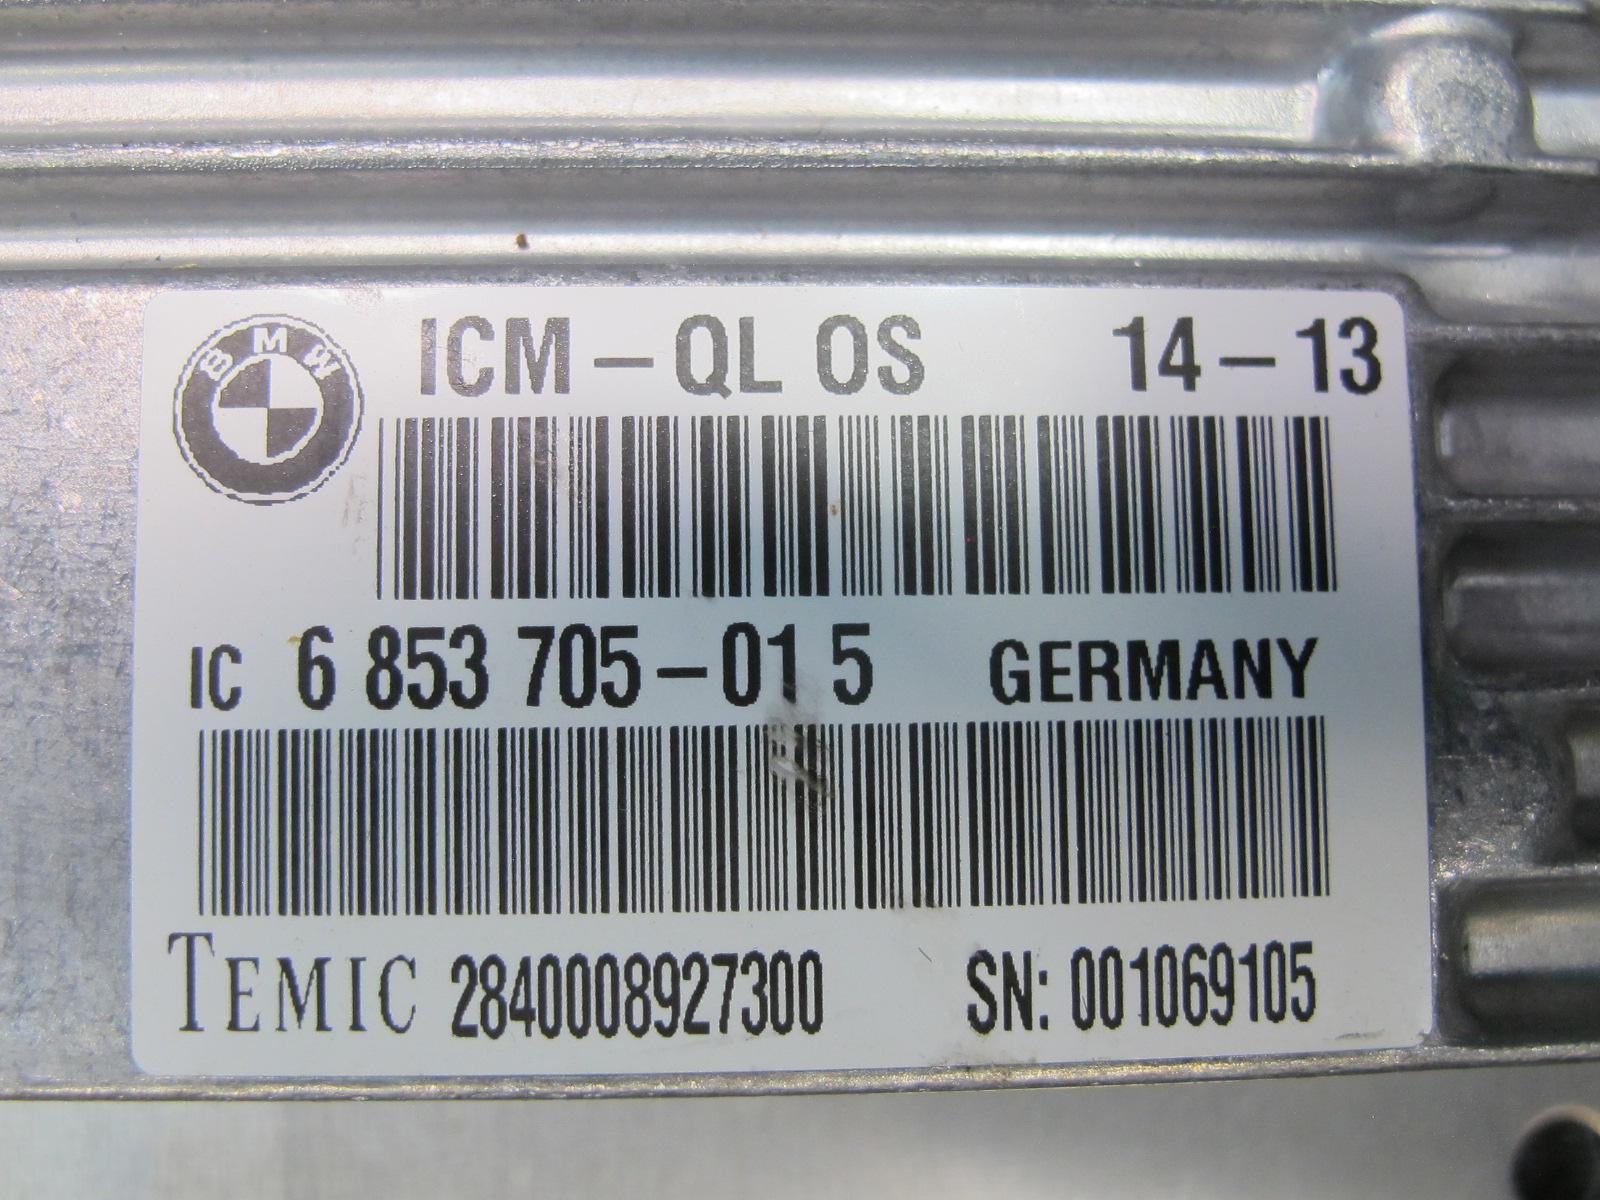 BMW
ICM-QL OS 14-13
IC 6 853 705-01 5 GERMANY
TEMIC 2840008927300 SN: 001069105